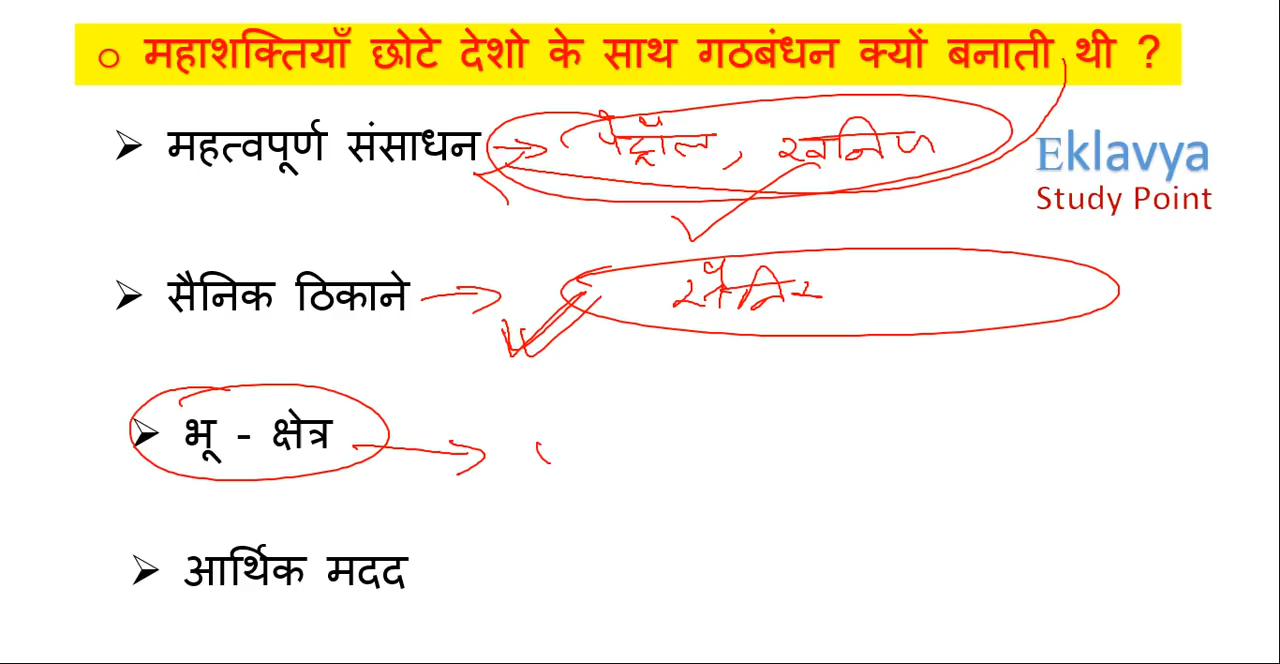 o महाशक्तियाँ छोटे देशो के साथ गठबंधन क्यों बनाती थी ?
➢ महत्वपूर्ण संसाधन → पेट्रॉल, खनिज
Eklavya
Study Point
➢ सैनिक ठिकाने →
➢ भू - क्षेत्र →
➢ आर्थिक मदद